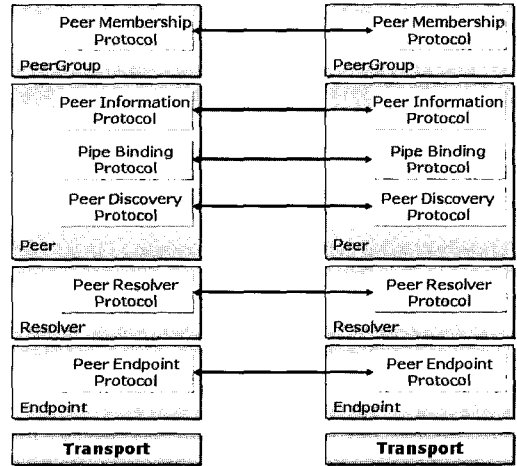 Peer Membership
Protocol
PeerGroup
Peer Information
Protocol
Pipe Binding
Protocol
Peer Discovery
Protocol
Peer
Peer Resolver
Protocol
Resolver
Peer Endpoint
Protocol
Endpoint
Transport
Peer Membership
Protocol
PeerGroup
Peer Information
Protocol
Pipe Binding
Protocol
Peer Discovery
Protocol
Peer
Peer Resolver
Protocol
Resolver
Peer Endpoint
Protocol
Endpoint
Transport